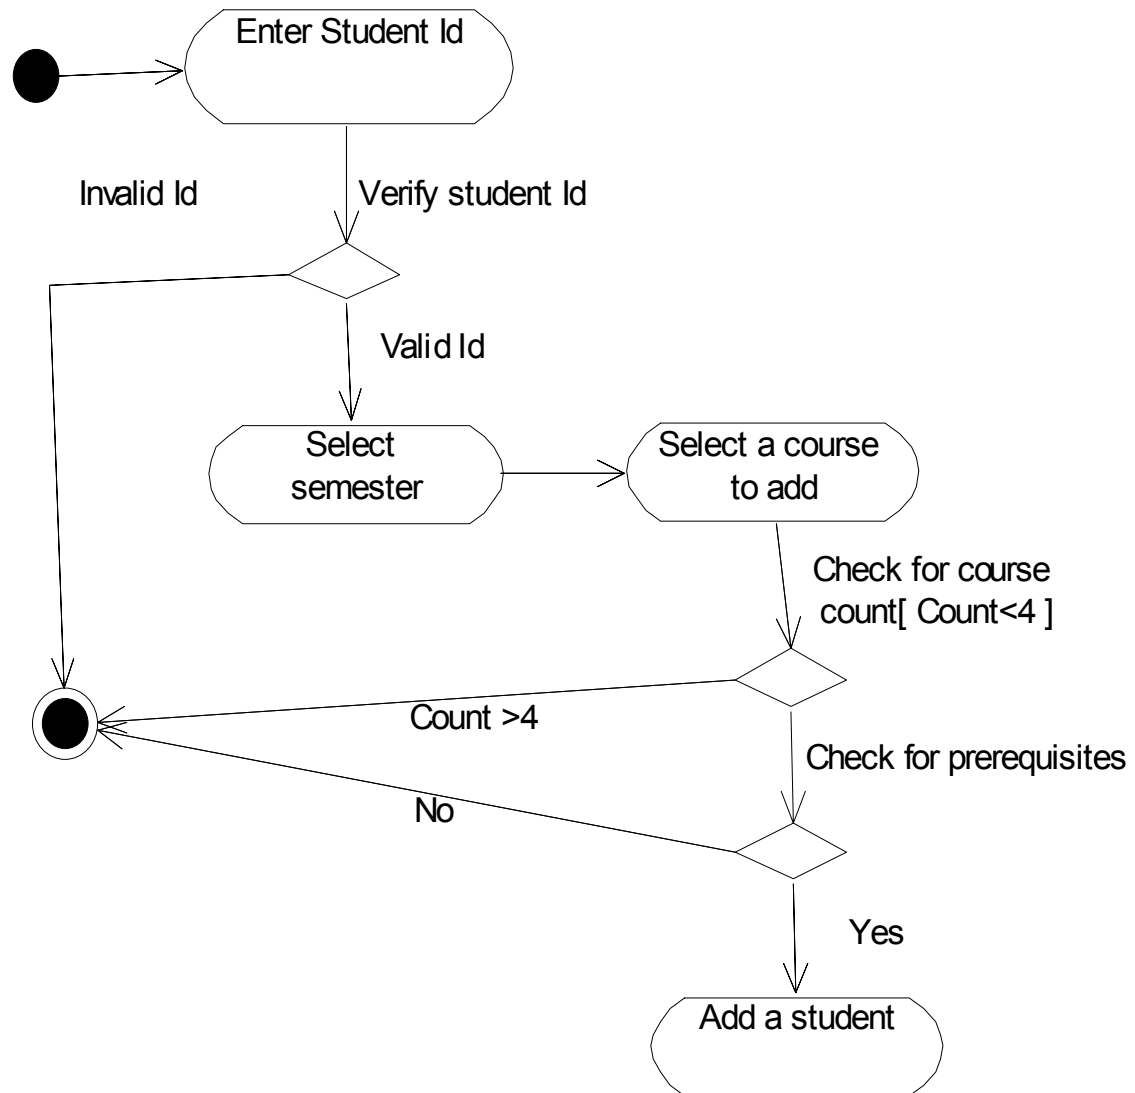 Enter Student Id
Invalid Id
Verify student Id
Valid Id
Select
semester
Select a course
to add
Check for course
count[ Count<4 ]
Count >4
Check for prerequisites
No
Yes
Add a student